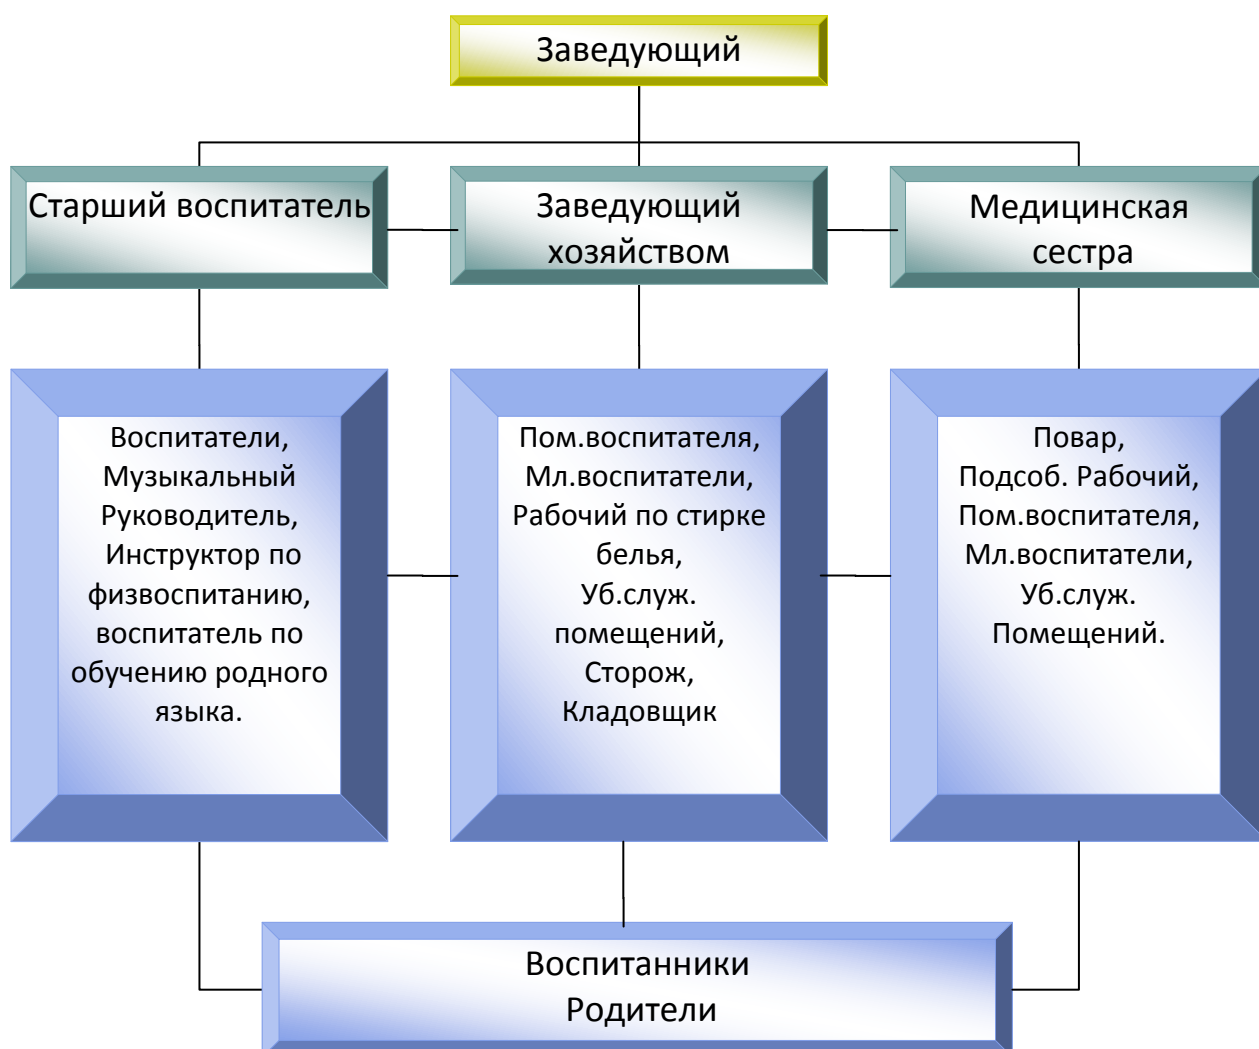 Заведующий
Старший воспитатель
Заведующий
хозяйством
Медицинская
сестра
Воспитатели,
Музыкальный
Руководитель,
Инструктор по
физвоспитанию,
воспитатель по
обучению родного
языка.
Пом.воспитателя,
Мл.воспитатели,
Рабочий по стирке
белья,
Уб.служ.
помещений,
Сторож,
Кладовщик
Повар,
Подсоб. Рабочий,
Пом.воспитателя,
Мл.воспитатели,
Уб.служ.
Помещений.
Воспитанники
Родители